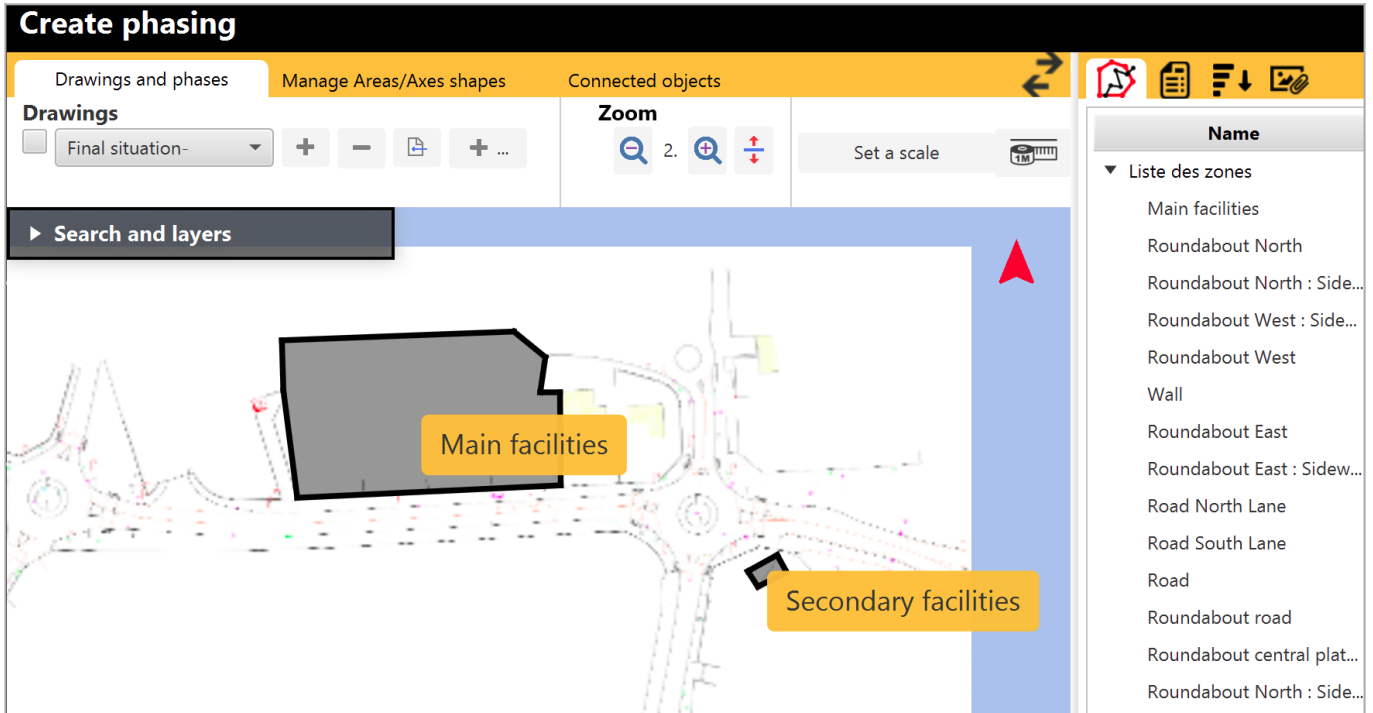 Create phasing
Drawings and phases
Manage Areas/Axes shapes
Connected objects
Drawings
Zoom
Final situation-
...
2.
Set a scale
1M
Search and layers
Main facilities
Secondary facilities
Name
Liste des zones
Main facilities
Roundabout North
Roundabout North : Side...
Roundabout West : Side...
Roundabout West
Wall
Roundabout East
Roundabout East : Sidew...
Road North Lane
Road South Lane
Road
Roundabout road
Roundabout central plat...
Roundabout North : Side...